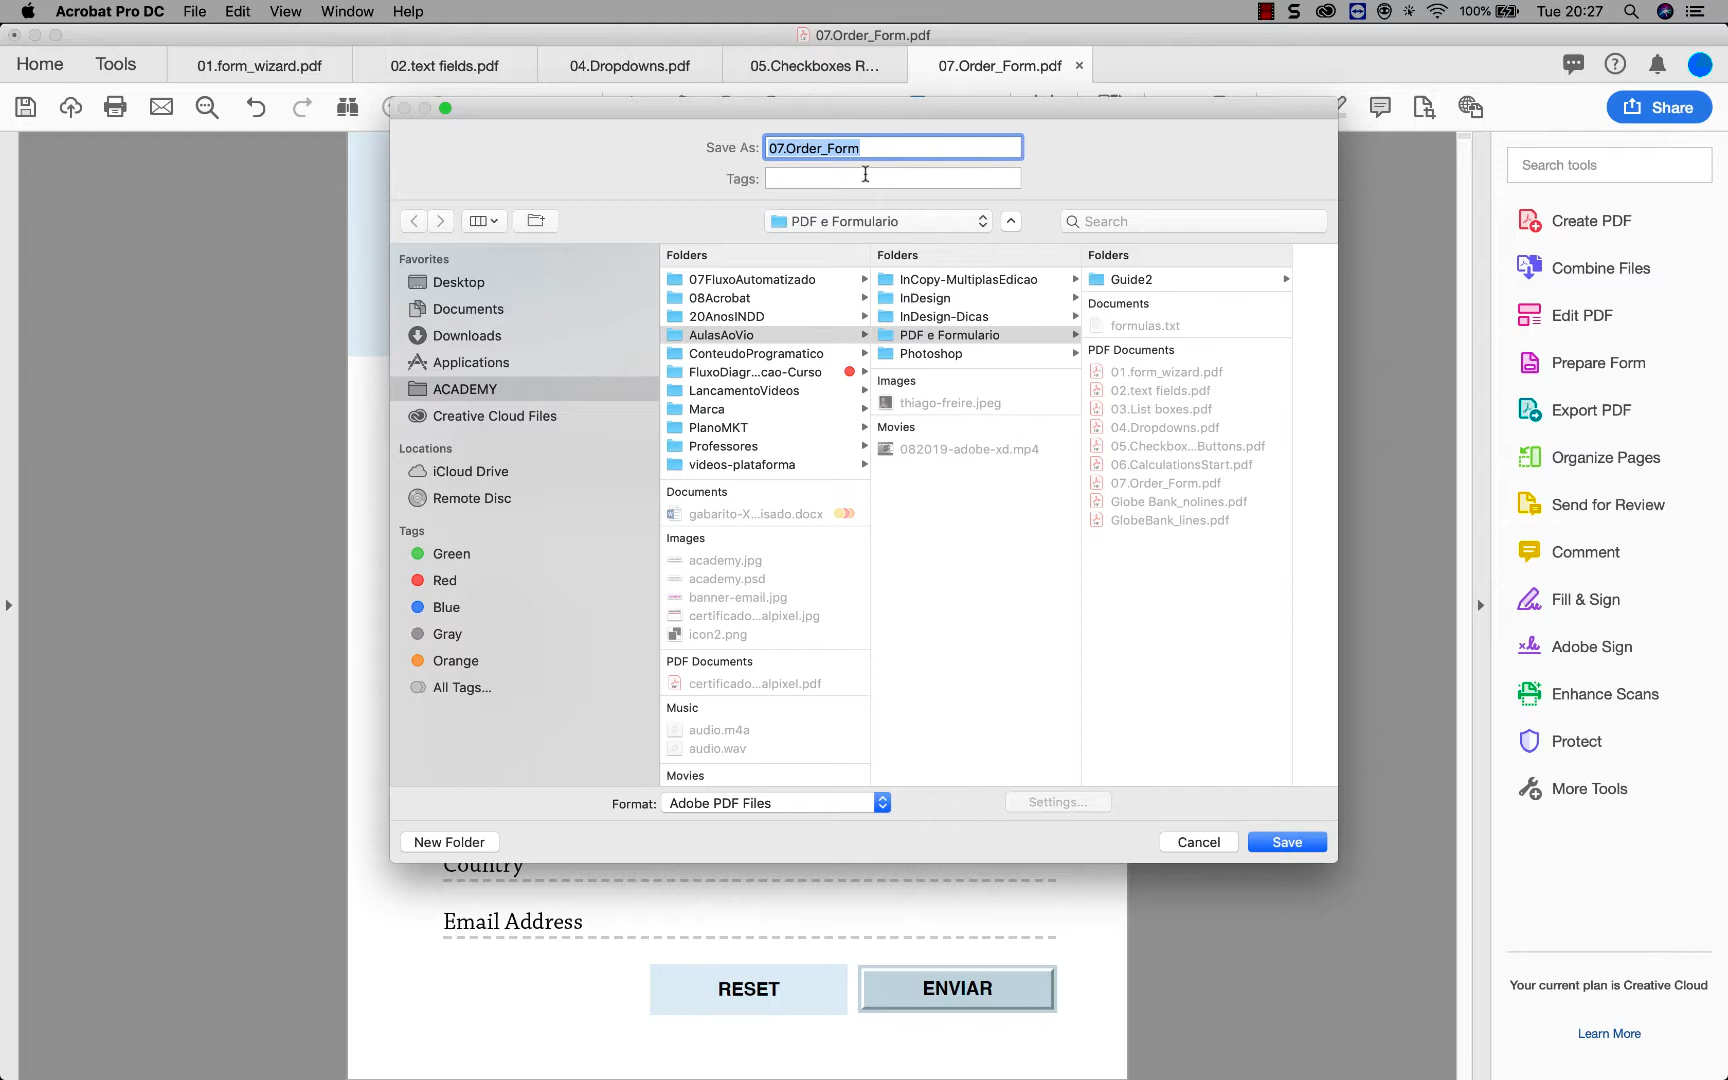 Acrobat Pro DC File Edit View Window Help 100% Tue 20:27
07.Order_Form.pdf
Home Tools 01.form_wizard.pdf 02.text fields.pdf 04.Dropdowns.pdf 05.Checkboxes R... 07.Order_Form.pdf ×
Share
Save As: 07.Order_Form
Tags:
PDF e Formulario
Search
Favorites
Desktop
Documents
Downloads
Applications
ACADEMY
Creative Cloud Files
Locations
iCloud Drive
Remote Disc
Tags
Green
Red
Blue
Gray
Orange
All Tags...
Folders
07FluxoAutomatizado
08Acrobat
20AnosINDD
AulasAoVio
ConteudoProgramatico
FluxoDiagr...cao-Curso
LancamentoVideos
Marca
PlanoMKT
Professores
videos-plataforma
Documents
gabarito-X...isado.docx
Images
academy.jpg
academy.psd
banner-email.jpg
certificado...alpixel.jpg
icon2.png
PDF Documents
certificado...alpixel.pdf
Music
audio.m4a
audio.wav
Movies
Folders
InCopy-MultiplasEdicao
InDesign
InDesign-Dicas
PDF e Formulario
Photoshop
Images
thiago-freire.jpeg
Movies
082019-adobe-xd.mp4
Folders
Guide2
Documents
formulas.txt
PDF Documents
01.form_wizard.pdf
02.text fields.pdf
03.List boxes.pdf
04.Dropdowns.pdf
05.Checkbox...Buttons.pdf
06.CalculationsStart.pdf
07.Order_Form.pdf
Globe Bank_nolines.pdf
GlobeBank_lines.pdf
Format: Adobe PDF Files
Settings...
New Folder
Cancel
Save
Country
Email Address
RESET
ENVIAR
Search tools
Create PDF
Combine Files
Edit PDF
Prepare Form
Export PDF
Organize Pages
Send for Review
Comment
Fill & Sign
Adobe Sign
Enhance Scans
Protect
More Tools
Your current plan is Creative Cloud
Learn More